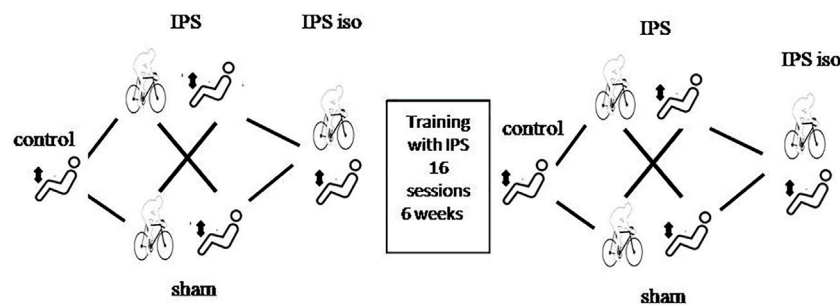 IPS
IPS iso
control
sham
Training
with IPS
16
sessions
6 weeks
IPS
IPS iso
control
sham